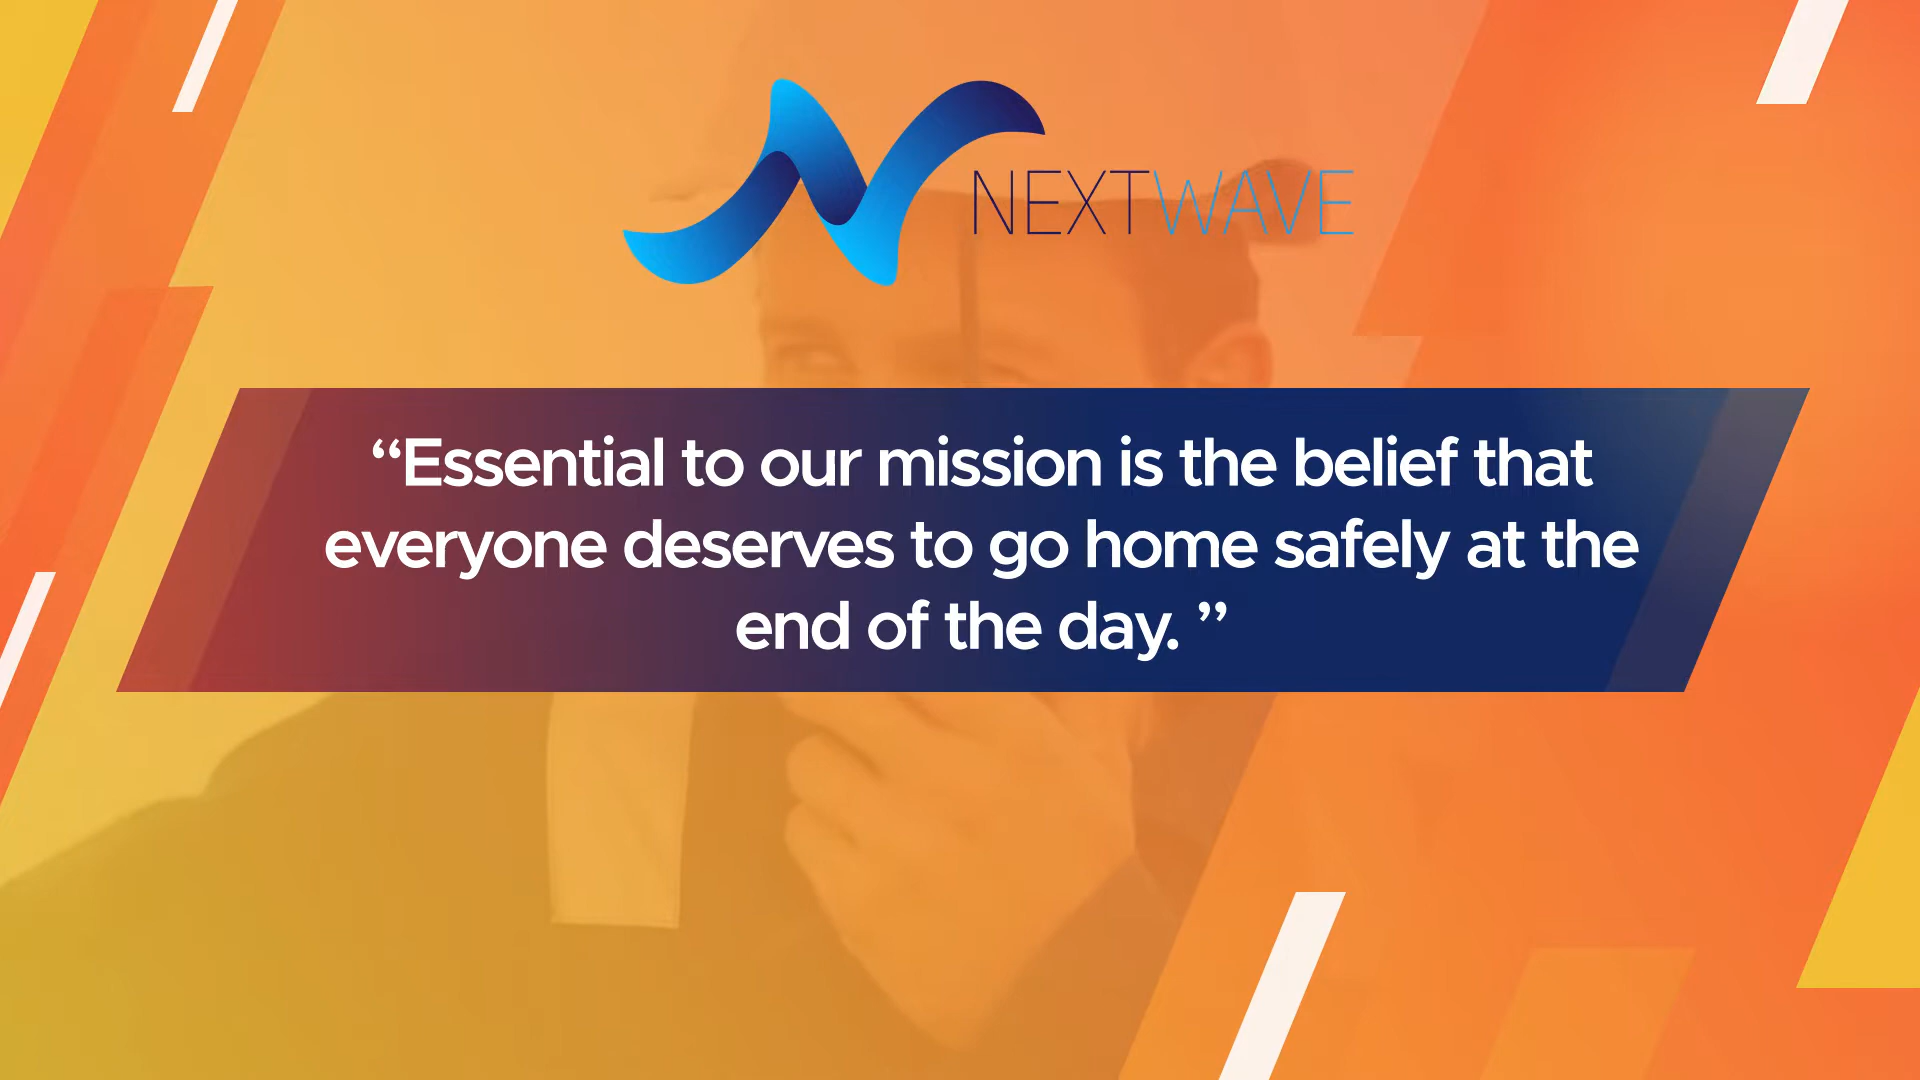 NEXTWAVE
“Essential to our mission is the belief that
everyone deserves to go home safely at the
end of the day. ”